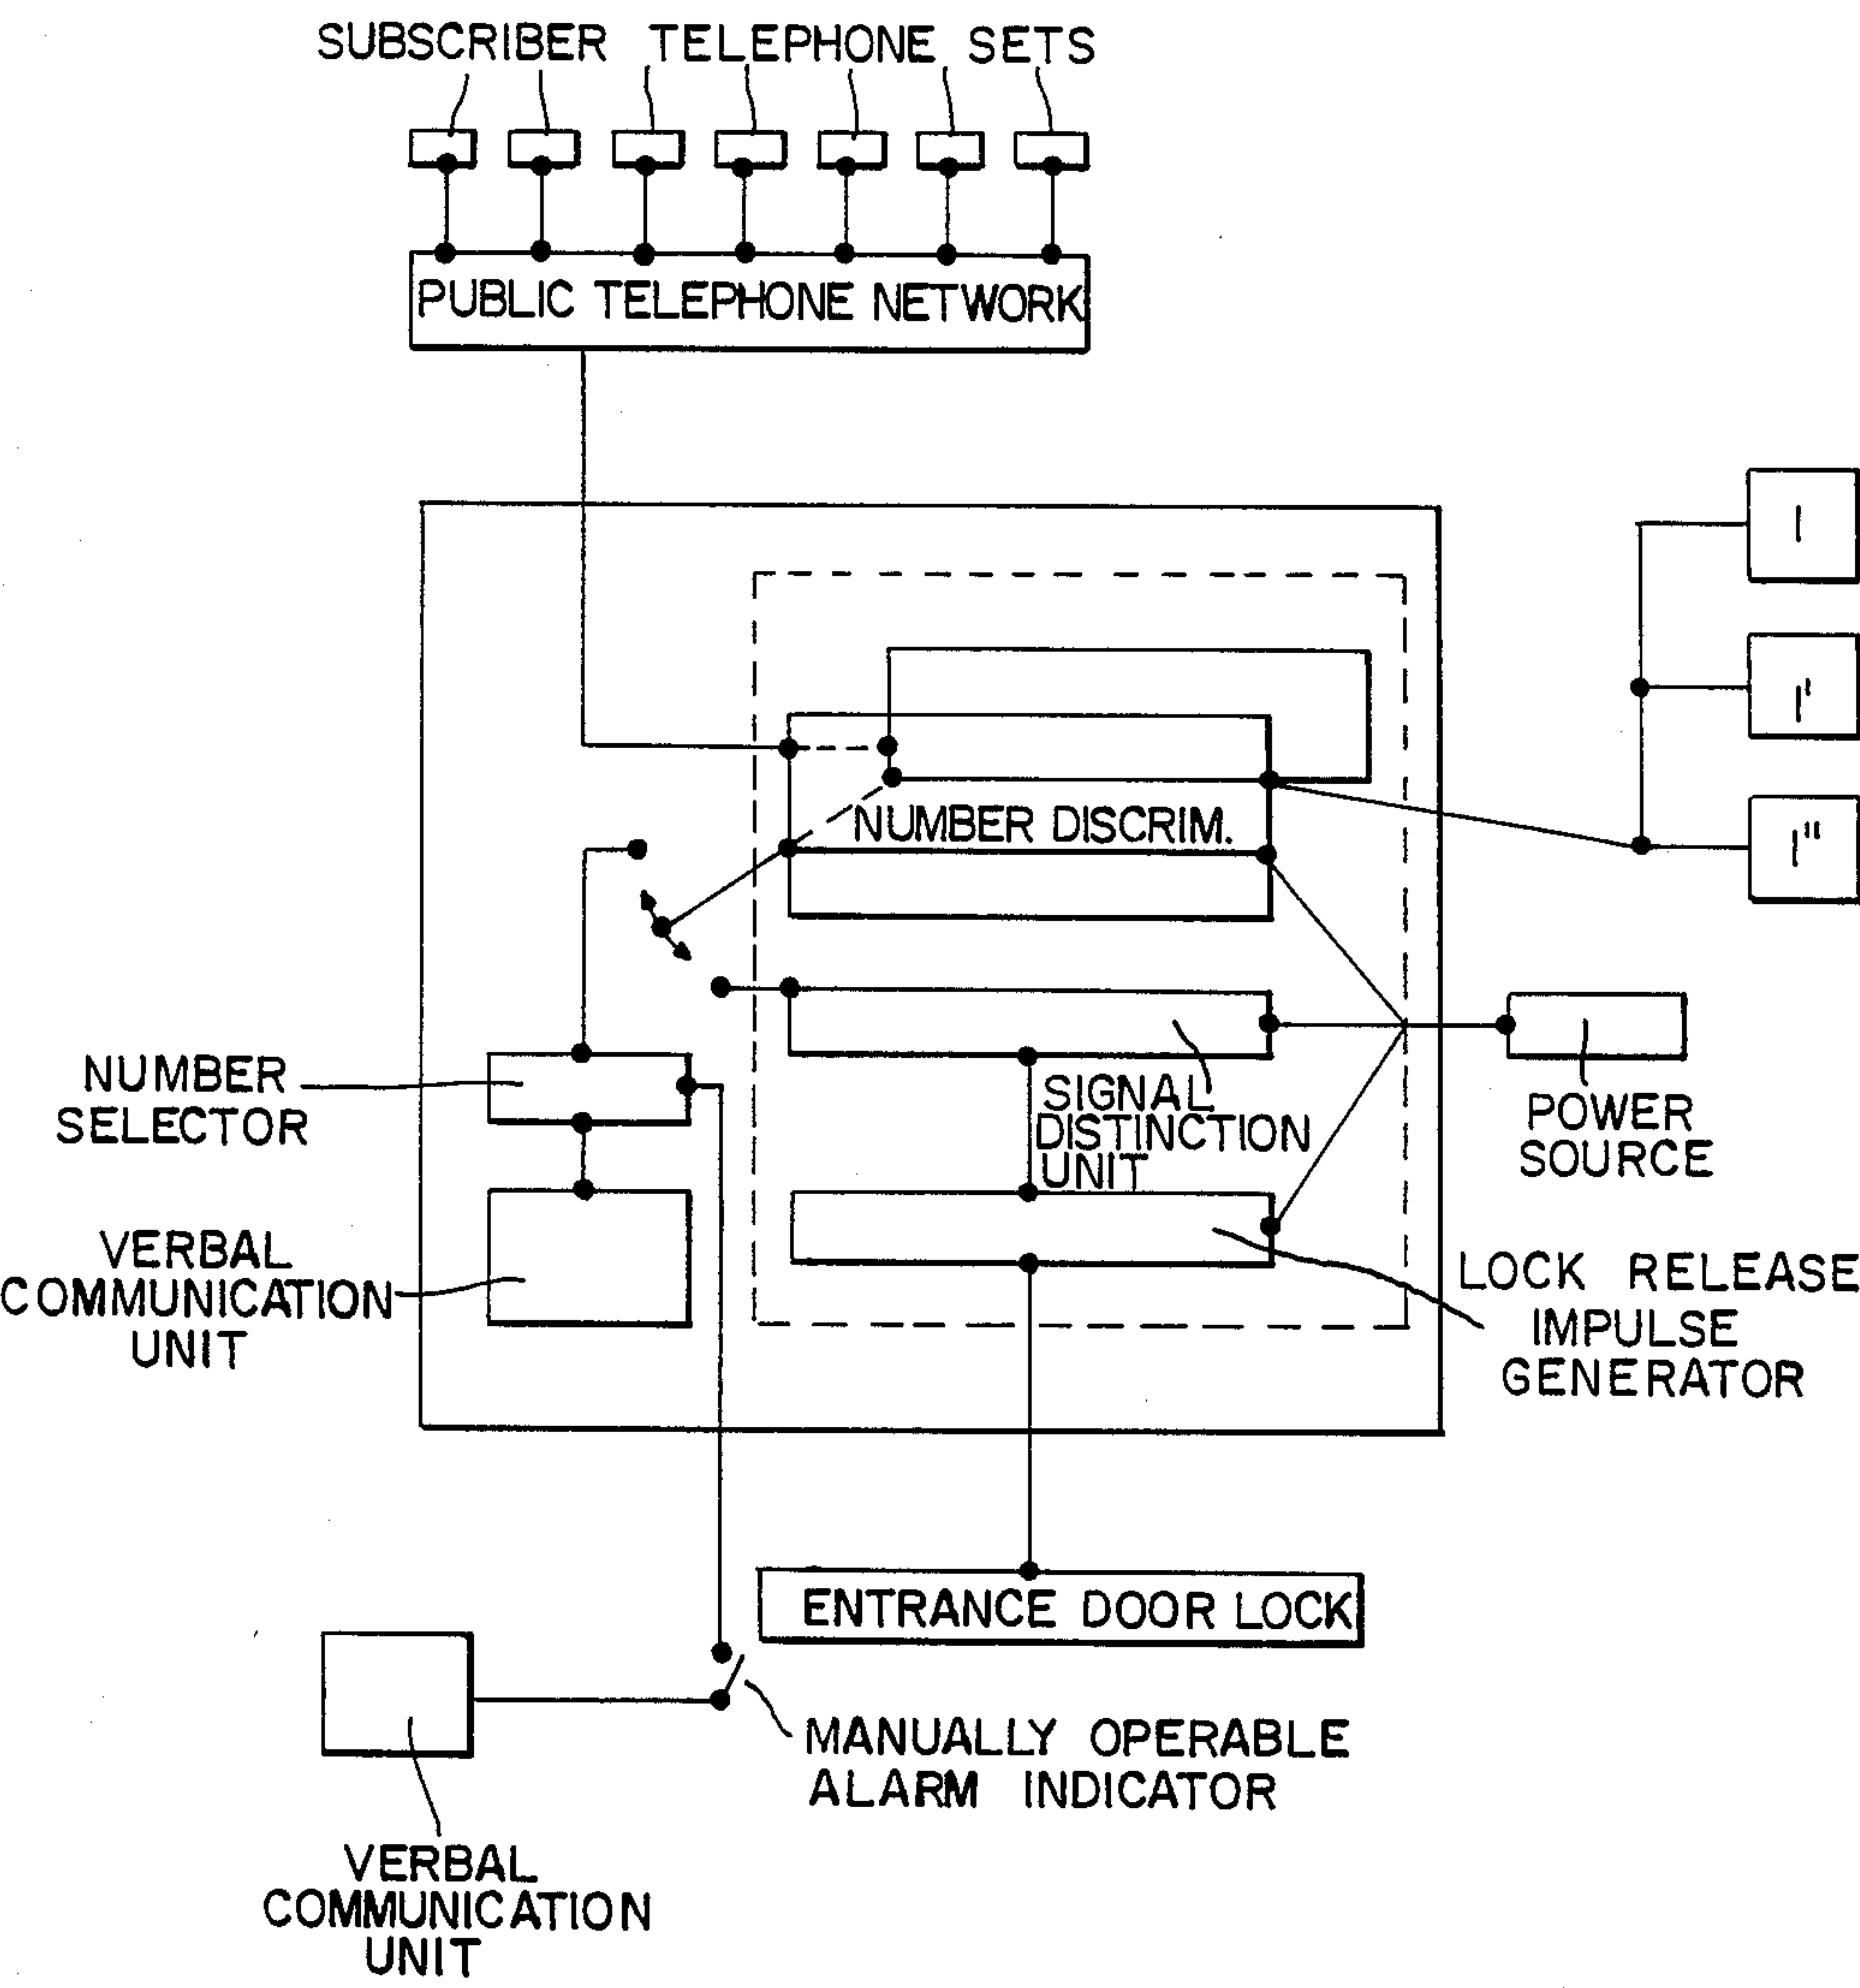 SUBSCRIBER TELEPHONE SETS
PUBLIC TELEPHONE NETWORK
I
I'
I"
NUMBER DISCRIM.
NUMBER
SELECTOR
SIGNAL
DISTINCTION
UNIT
POWER
SOURCE
VERBAL
COMMUNICATION
UNIT
LOCK RELEASE
IMPULSE
GENERATOR
ENTRANCE DOOR LOCK
MANUALLY OPERABLE
ALARM INDICATOR
VERBAL
COMMUNICATION
UNIT